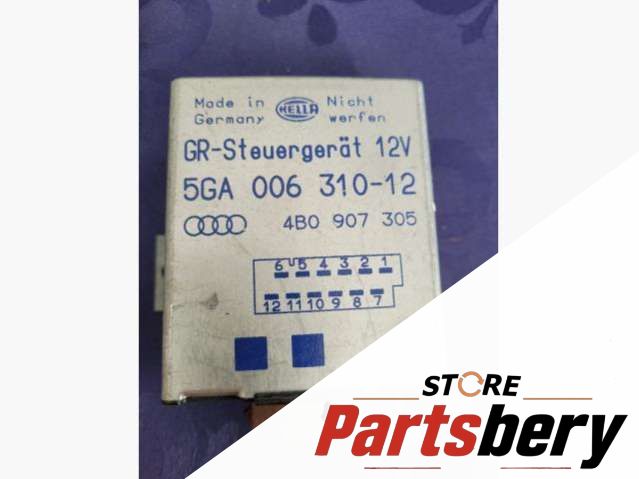 Made in Germany
HELLA
Nicht werfen
GR-Steuergerät 12V
5GA 006 310-12
4B0 907 305
6 5 4 3 2 1
12 11 10 9 8 7
STORE
Partsbery